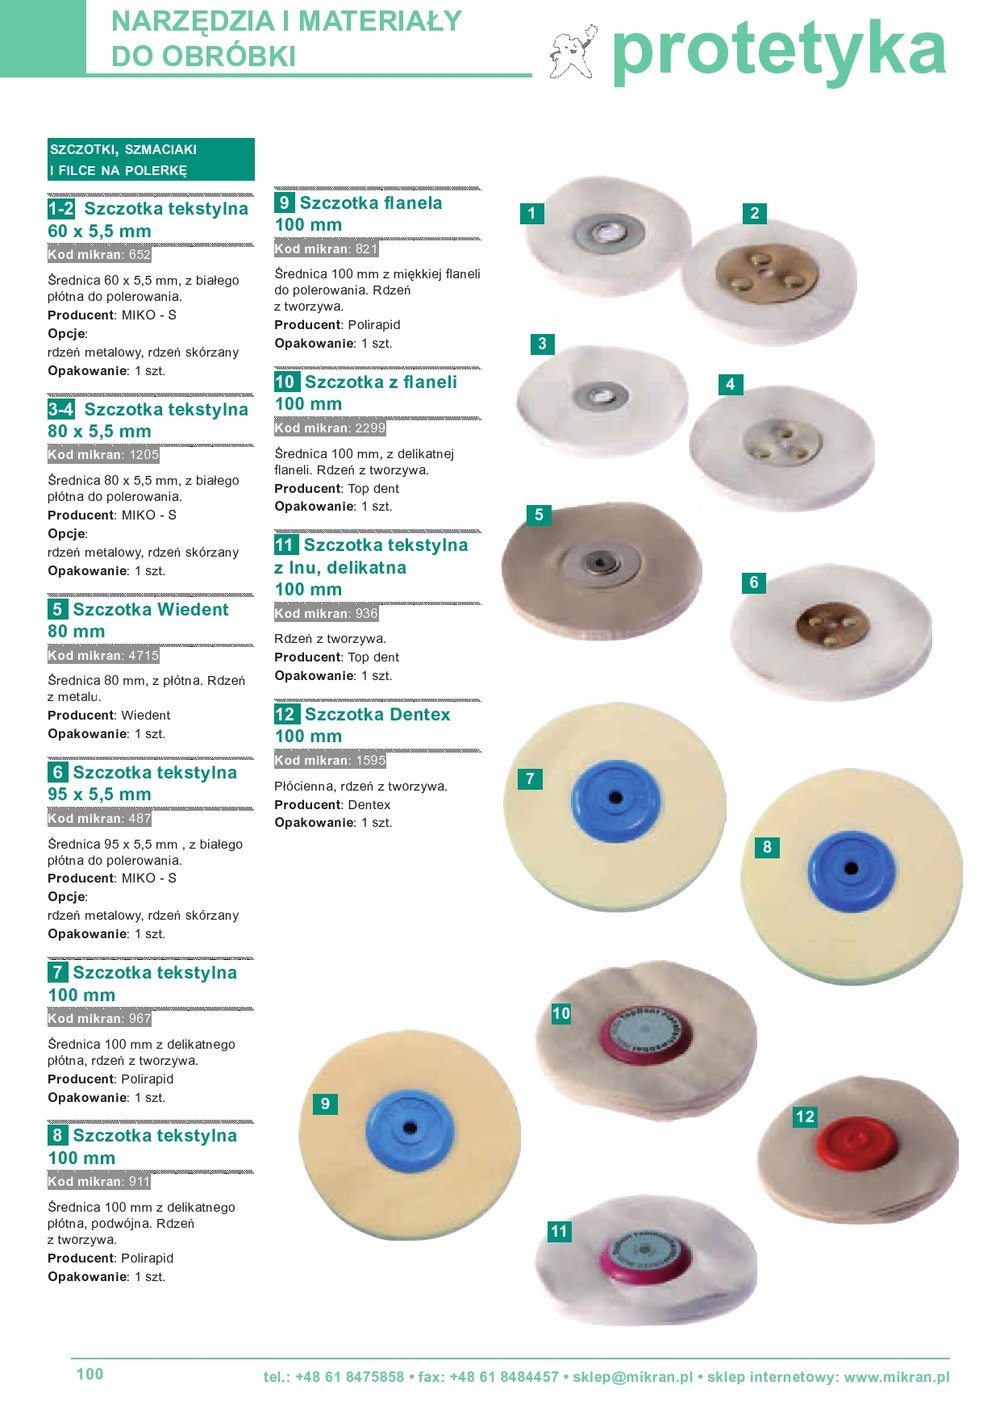 NARZĘDZIA I MATERIAŁY
DO OBRÓBKI
protetyka
SZCZOTKI, SZMACIAKI
I FILCE NA POLERKĘ
1-2 Szczotka tekstylna
60 x 5,5 mm
Kod mikran: 652
Średnica 60 x 5,5 mm, z białego
płótna do polerowania.
Producent: MIKO - S
Opcje:
rdzeń metalowy, rdzeń skórzany
Opakowanie: 1 szt.
3-4 Szczotka tekstylna
80 x 5,5 mm
Kod mikran: 1205
Średnica 80 x 5,5 mm, z białego
płótna do polerowania.
Producent: MIKO - S
Opcje:
rdzeń metalowy, rdzeń skórzany
Opakowanie: 1 szt.
5 Szczotka Wiedent
80 mm
Kod mikran: 4715
Średnica 80 mm, z płótna. Rdzeń
z metalu.
Producent: Wiedent
Opakowanie: 1 szt.
6 Szczotka tekstylna
95 x 5,5 mm
Kod mikran: 487
Średnica 95 x 5,5 mm , z białego
płótna do polerowania.
Producent: MIKO - S
Opcje:
rdzeń metalowy, rdzeń skórzany
Opakowanie: 1 szt.
7 Szczotka tekstylna
100 mm
Kod mikran: 967
Średnica 100 mm z delikatnego
płótna, rdzeń z tworzywa.
Producent: Polirapid
Opakowanie: 1 szt.
8 Szczotka tekstylna
100 mm
Kod mikran: 911
Średnica 100 mm z delikatnego
płótna, podwójna. Rdzeń
z tworzywa.
Producent: Polirapid
Opakowanie: 1 szt.
9 Szczotka flanela
100 mm
Kod mikran: 821
Średnica 100 mm z miękkiej flaneli
do polerowania. Rdzeń
z tworzywa.
Producent: Polirapid
Opakowanie: 1 szt.
10 Szczotka z flaneli
100 mm
Kod mikran: 2299
Średnica 100 mm, z delikatnej
flaneli. Rdzeń z tworzywa.
Producent: Top dent
Opakowanie: 1 szt.
11 Szczotka tekstylna
z lnu, delikatna
100 mm
Kod mikran: 936
Rdzeń z tworzywa.
Producent: Top dent
Opakowanie: 1 szt.
12 Szczotka Dentex
100 mm
Kod mikran: 1595
Płócienna, rdzeń z tworzywa.
Producent: Dentex
Opakowanie: 1 szt.
1
2
3
4
5
6
7
8
9
10
TopDent
11
12
100
tel.: +48 61 8475858 • fax: +48 61 8484457 • sklep@mikran.pl • sklep internetowy: www.mikran.pl